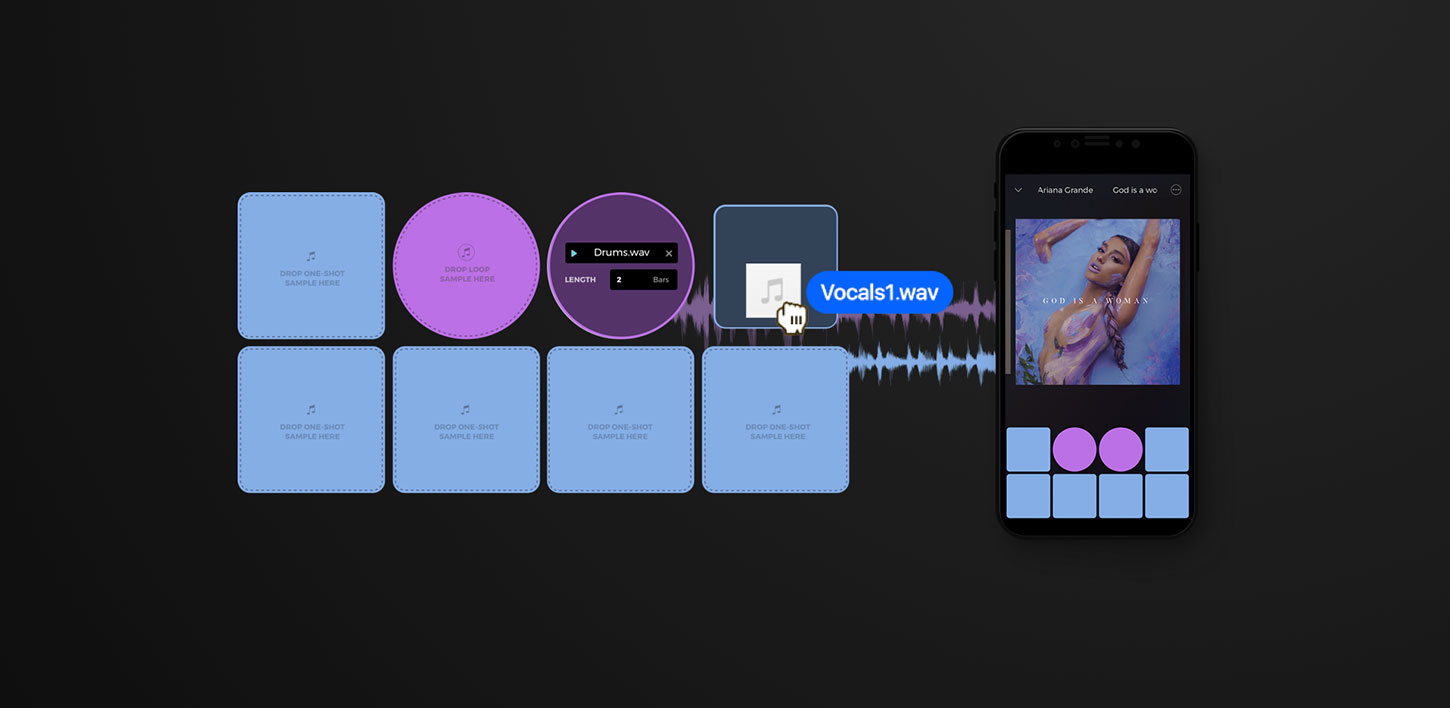 DROP ONE-SHOT
SAMPLE HERE
DROP LOOP
SAMPLE HERE
Drums.wav
LENGTH
2
Bars
Vocals1.wav
DROP ONE-SHOT
SAMPLE HERE
DROP ONE-SHOT
SAMPLE HERE
DROP ONE-SHOT
SAMPLE HERE
DROP ONE-SHOT
SAMPLE HERE
Ariana Grande
God is a wo
GOD IS A WOMAN